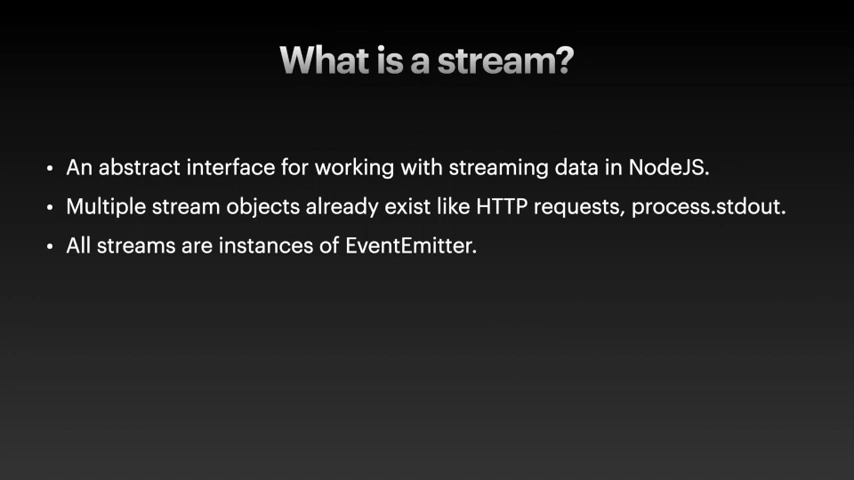 What is a stream?
• An abstract interface for working with streaming data in NodeJS.
• Multiple stream objects already exist like HTTP requests, process.stdout.
• All streams are instances of EventEmitter.